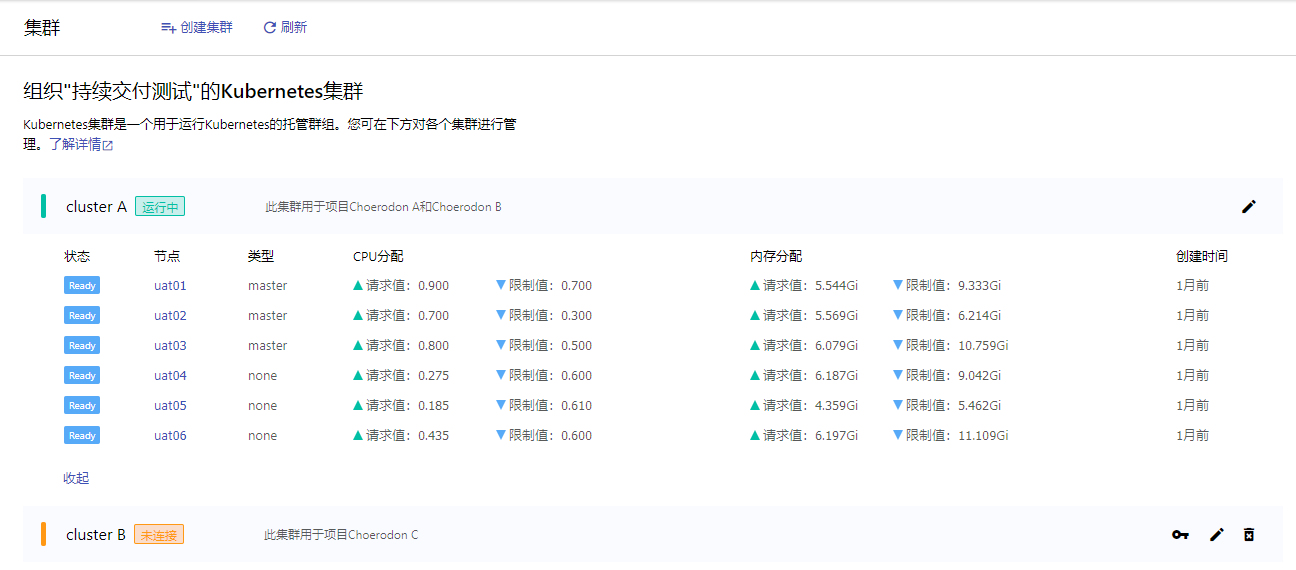 集群 创建集群 刷新
组织"持续交付测试"的Kubernetes集群
Kubernetes集群是一个用于运行Kubernetes的托管群组。您可在下方对各个集群进行管
理。了解详情
cluster A 运行中 此集群用于项目Choerodon A和Choerodon B
状态 节点 类型 CPU分配 内存分配 创建时间
Ready uat01 master 请求值：0.900 限制值：0.700 请求值：5.544Gi 限制值：9.333Gi 1月前
Ready uat02 master 请求值：0.700 限制值：0.300 请求值：5.569Gi 限制值：6.214Gi 1月前
Ready uat03 master 请求值：0.800 限制值：0.500 请求值：6.079Gi 限制值：10.759Gi 1月前
Ready uat04 none 请求值：0.275 限制值：0.600 请求值：6.187Gi 限制值：9.042Gi 1月前
Ready uat05 none 请求值：0.185 限制值：0.610 请求值：4.359Gi 限制值：5.462Gi 1月前
Ready uat06 none 请求值：0.435 限制值：0.600 请求值：6.197Gi 限制值：11.109Gi 1月前
收起
cluster B 未连接 此集群用于项目Choerodon C